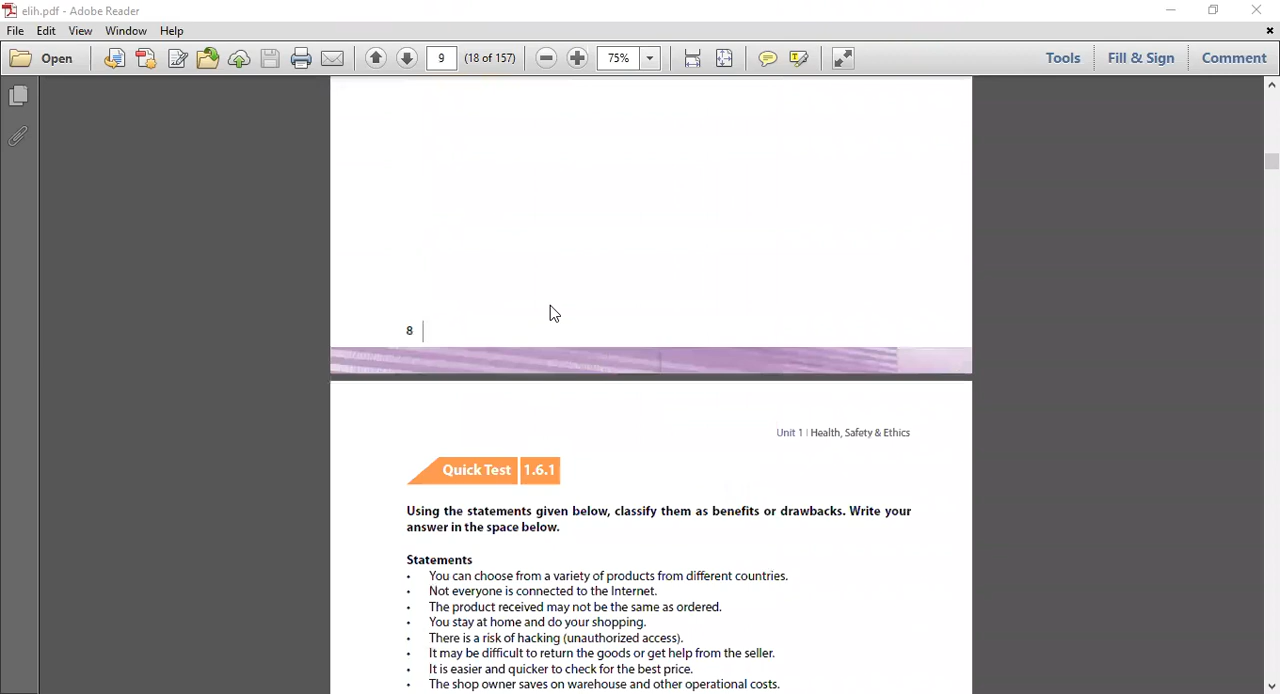 elih.pdf - Adobe Reader
File Edit View Window Help
Open 9 (18 of 157) 75% Tools Fill & Sign Comment
8
Unit 1 | Health, Safety & Ethics
Quick Test 1.6.1
Using the statements given below, classify them as benefits or drawbacks. Write your
answer in the space below.
Statements
• You can choose from a variety of products from different countries.
• Not everyone is connected to the Internet.
• The product received may not be the same as ordered.
• You stay at home and do your shopping.
• There is a risk of hacking (unauthorized access).
• It may be difficult to return the goods or get help from the seller.
• It is easier and quicker to check for the best price.
• The shop owner saves on warehouse and other operational costs.